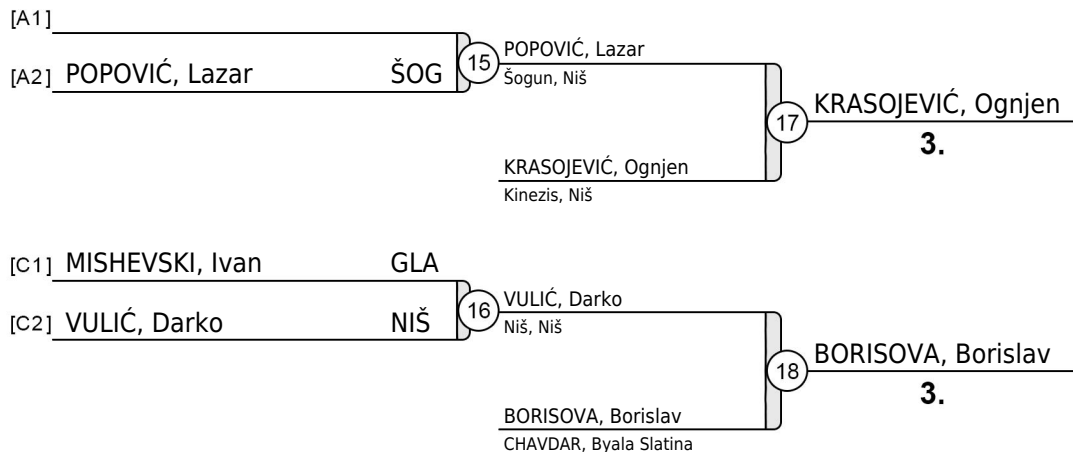 [A1]
[A2] POPOVIĆ, Lazar ŠOG
15
POPOVIĆ, Lazar
Šogun, Niš
KRASOJEVIĆ, Ognjen
Kinezis, Niš
17
KRASOJEVIĆ, Ognjen
3.
[C1] MISHEVSKI, Ivan GLA
[C2] VULIĆ, Darko NIŠ
16
VULIĆ, Darko
Niš, Niš
BORISOVA, Borislav
CHAVDAR, Byala Slatina
18
BORISOVA, Borislav
3.